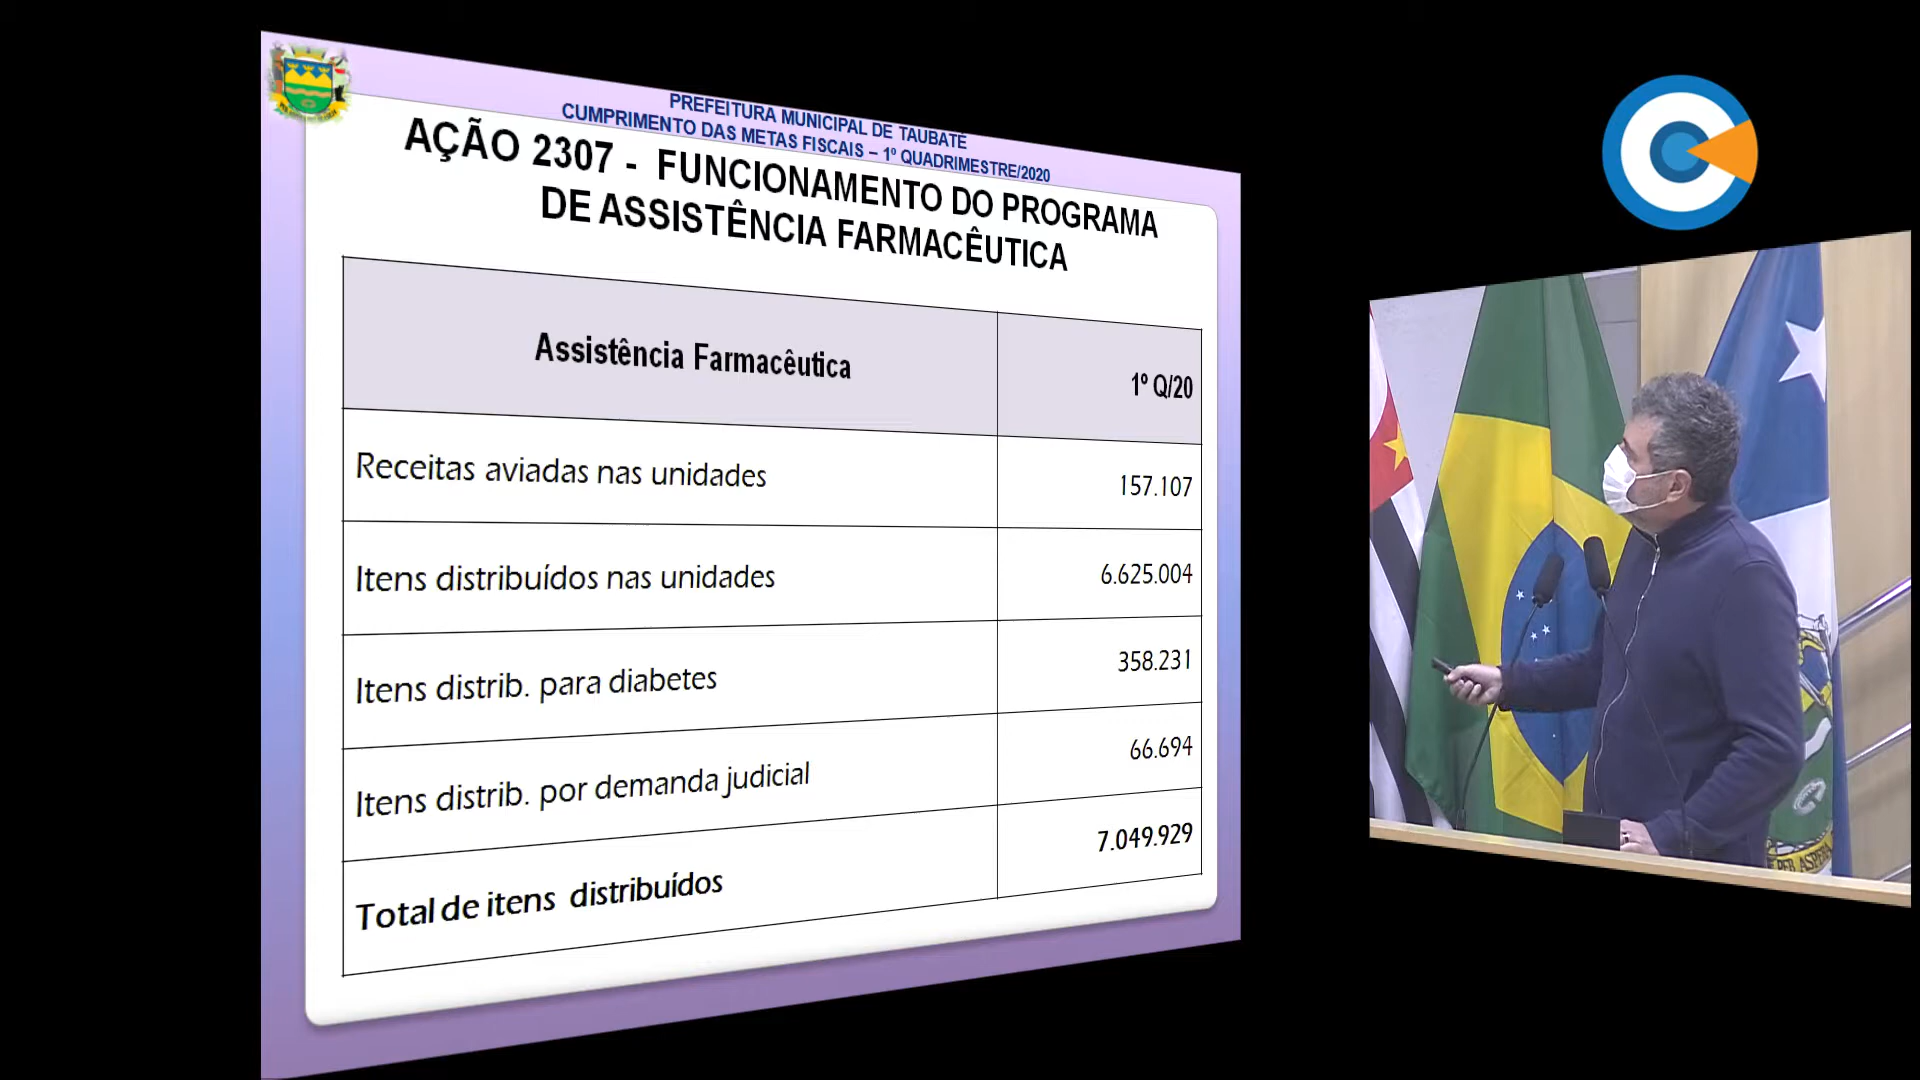 PREFEITURA MUNICIPAL DE TAUBATÉ
CUMPRIMENTO DAS METAS FISCAIS – 1º QUADRIMESTRE/2020
AÇÃO 2307 - FUNCIONAMENTO DO PROGRAMA
DE ASSISTÊNCIA FARMACÊUTICA
Assistência Farmacêutica 1º Q/20
Receitas aviadas nas unidades 157.107
Itens distribuídos nas unidades 6.625.004
Itens distrib. para diabetes 358.231
Itens distrib. por demanda judicial 66.694
Total de itens distribuídos 7.049.929
PER ASPERA